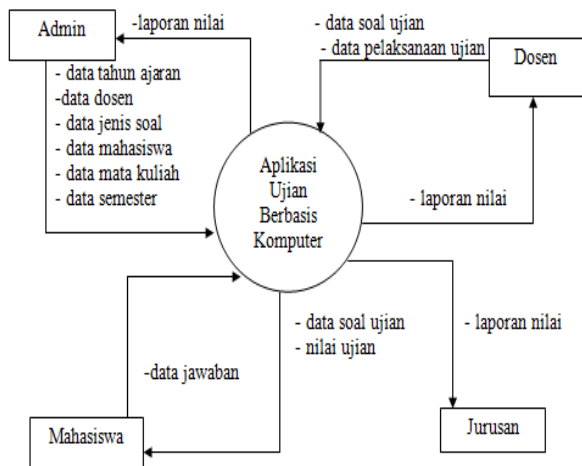 Admin
-laporan nilai
- data soal ujian
- data pelaksanaan ujian
Dosen
- data tahun ajaran
-data dosen
- data jenis soal
- data mahasiswa
- data mata kuliah
- data semester
Aplikasi
Ujian
Berbasis
Komputer
- laporan nilai
- data soal ujian
- nilai ujian
- laporan nilai
-data jawaban
Mahasiswa
Jurusan